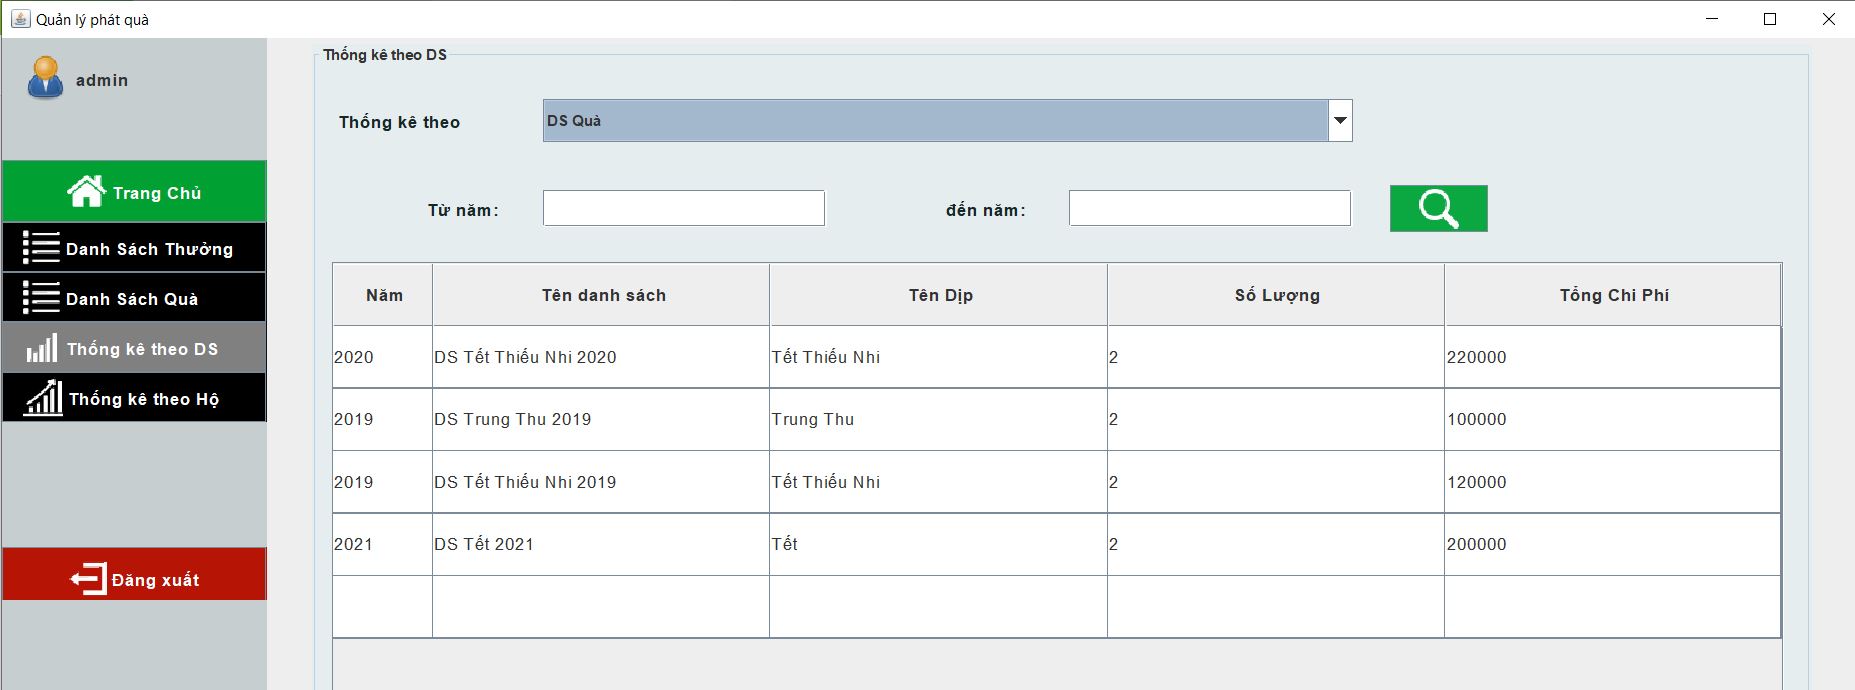 Quản lý phát quà
admin
Trang Chủ
Danh Sách Thưởng
Danh Sách Quà
Thống kê theo DS
Thống kê theo Hộ
Đăng xuất
Thống kê theo DS
Thống kê theo DS Quà
Từ năm: đến năm:
Năm Tên danh sách Tên Dịp Số Lượng Tổng Chi Phí
2020 DS Tết Thiếu Nhi 2020 Tết Thiếu Nhi 2 220000
2019 DS Trung Thu 2019 Trung Thu 2 100000
2019 DS Tết Thiếu Nhi 2019 Tết Thiếu Nhi 2 120000
2021 DS Tết 2021 Tết 2 200000